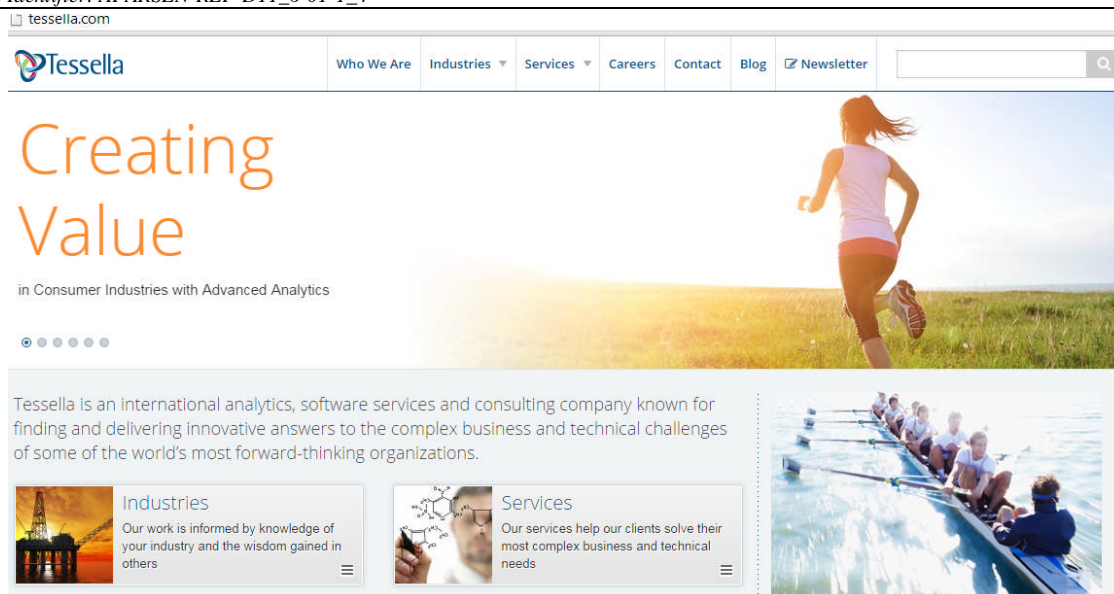 tessella.com
Tessella
Who We Are Industries Services Careers Contact Blog Newsletter
Creating
Value
in Consumer Industries with Advanced Analytics
Tessella is an international analytics, software services and consulting company known for
finding and delivering innovative answers to the complex business and technical challenges
of some of the world's most forward-thinking organizations.
Industries
Our work is informed by knowledge of
your industry and the wisdom gained in
others
Services
Our services help our clients solve their
most complex business and technical
needs